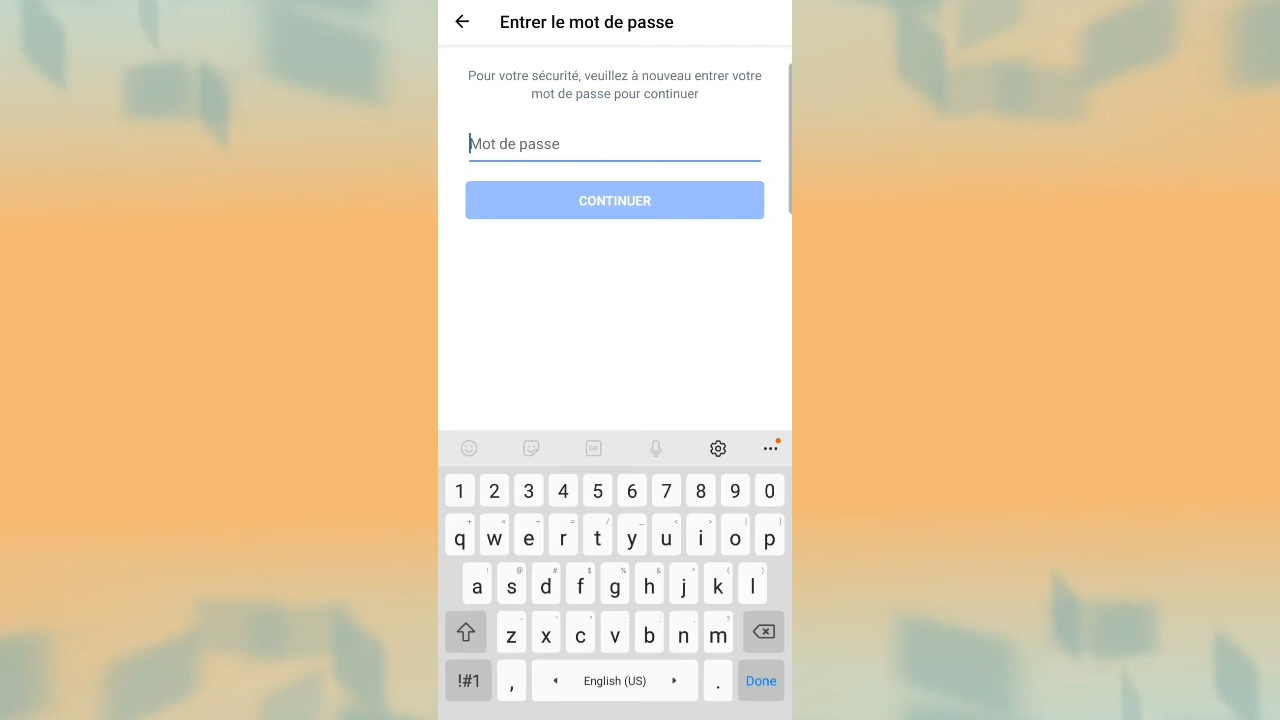 Entrer le mot de passe
Pour votre sécurité, veuillez à nouveau entrer votre
mot de passe pour continuer
Mot de passe
CONTINUER
GIF
1 2 3 4 5 6 7 8 9 0
q w e r t y u i o p
a s d f g h j k l
z x c v b n m
!#1 , English (US) . Done